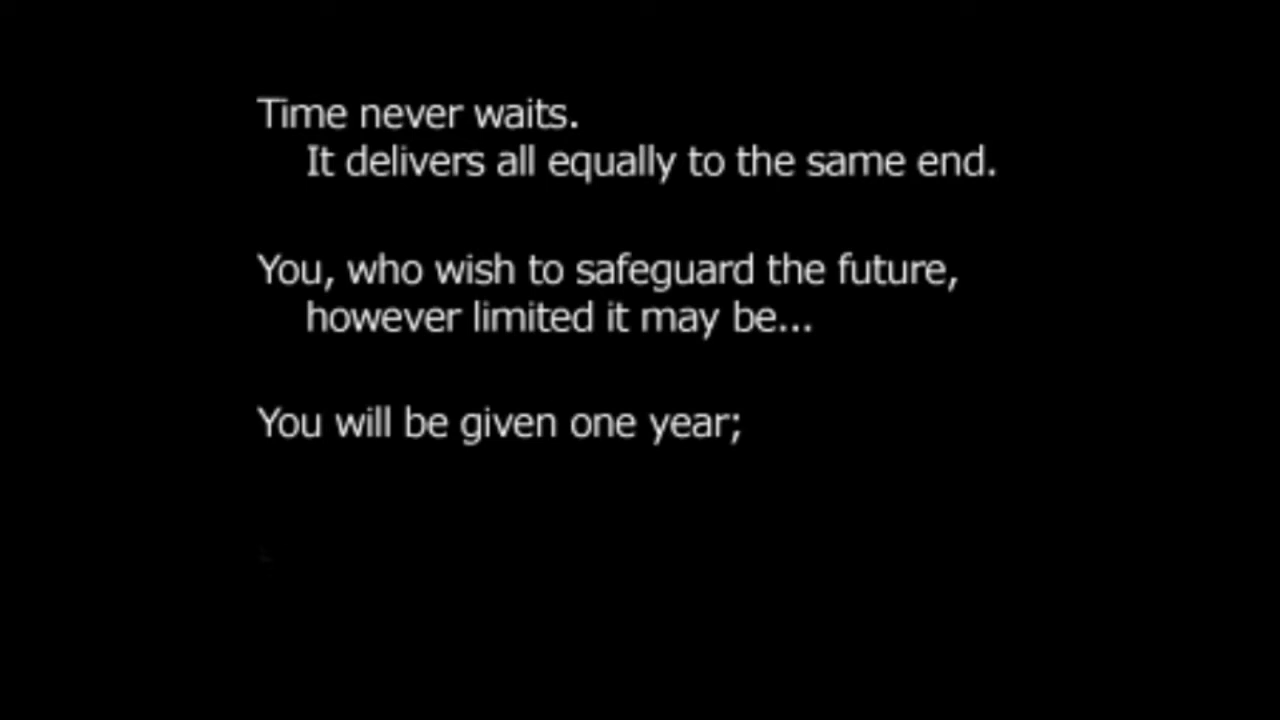 Time never waits.
It delivers all equally to the same end.
You, who wish to safeguard the future,
however limited it may be...
You will be given one year;